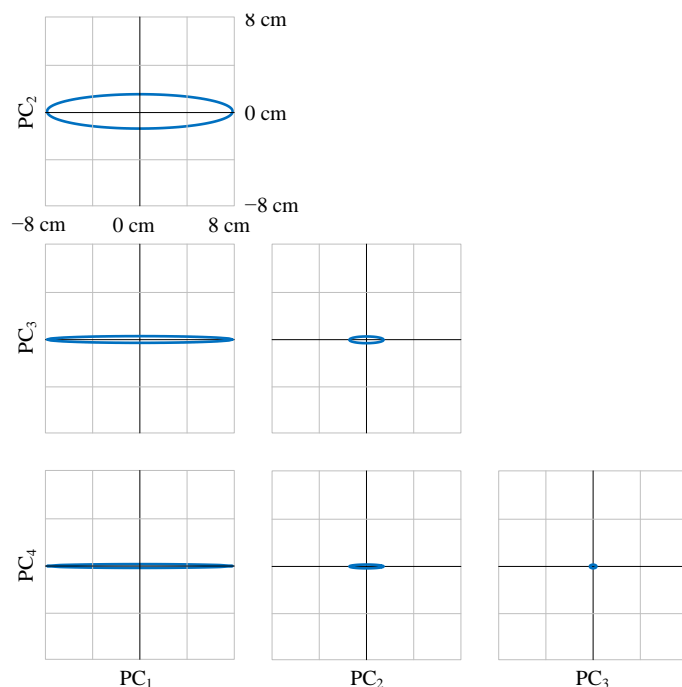 8 cm
PC₂
0 cm
−8 cm
−8 cm 0 cm 8 cm
PC₃
PC₄
PC₁ PC₂ PC₃